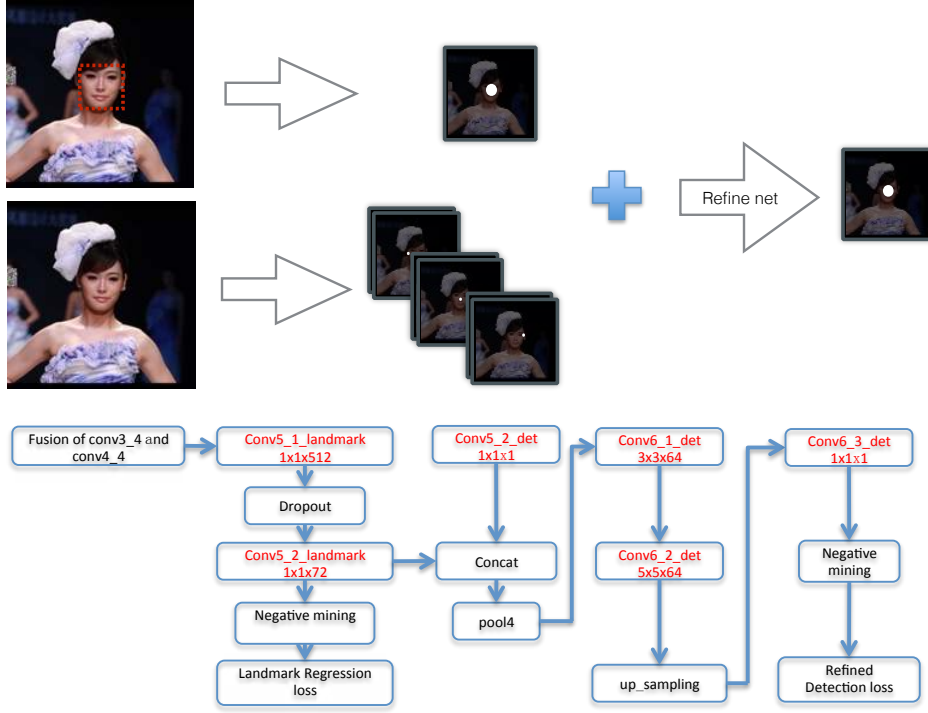 Refine net
Fusion of conv3_4 and
conv4_4
Conv5_1_landmark
1x1x512
Dropout
Conv5_2_landmark
1x1x72
Negative mining
Landmark Regression
loss
Conv5_2_det
1x1x1
Concat
pool4
Conv6_1_det
3x3x64
Conv6_2_det
5x5x64
up_sampling
Conv6_3_det
1x1x1
Negative
mining
Refined
Detection loss